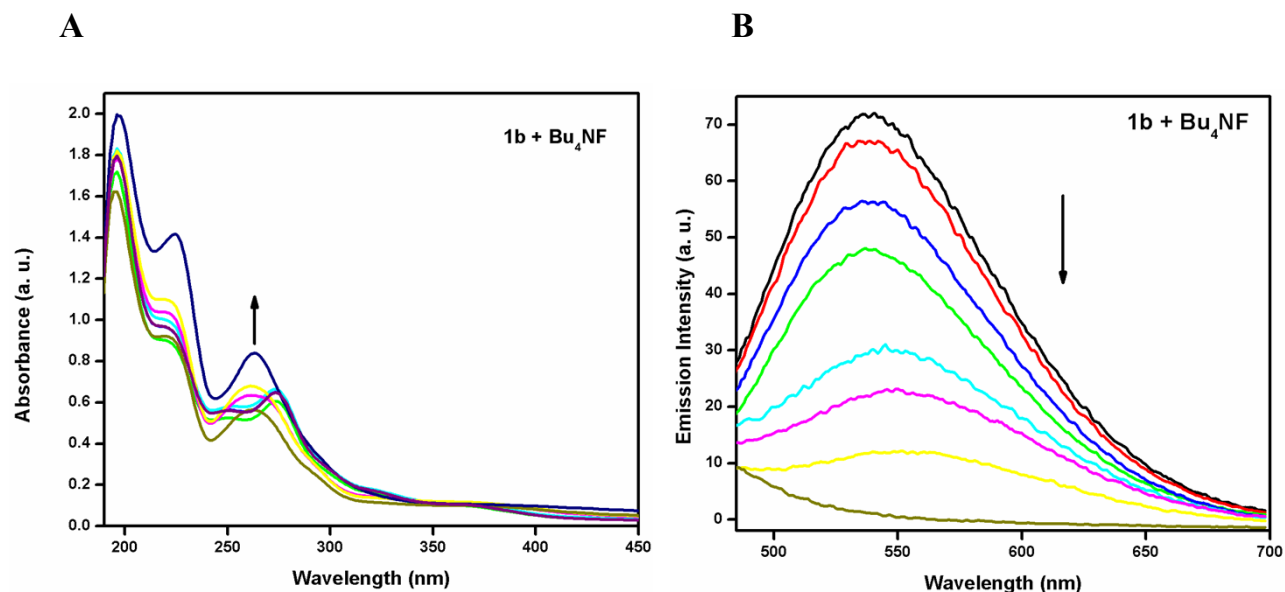 A
B
1b + Bu₄NF
2.0
1.8
1.6
1.4
1.2
1.0
0.8
0.6
0.4
0.2
0.0
Absorbance (a. u.)
200 250 300 350 400 450
Wavelength (nm)
1b + Bu₄NF
70
60
50
40
30
20
10
0
Emission Intensity (a. u.)
500 550 600 650 700
Wavelength (nm)